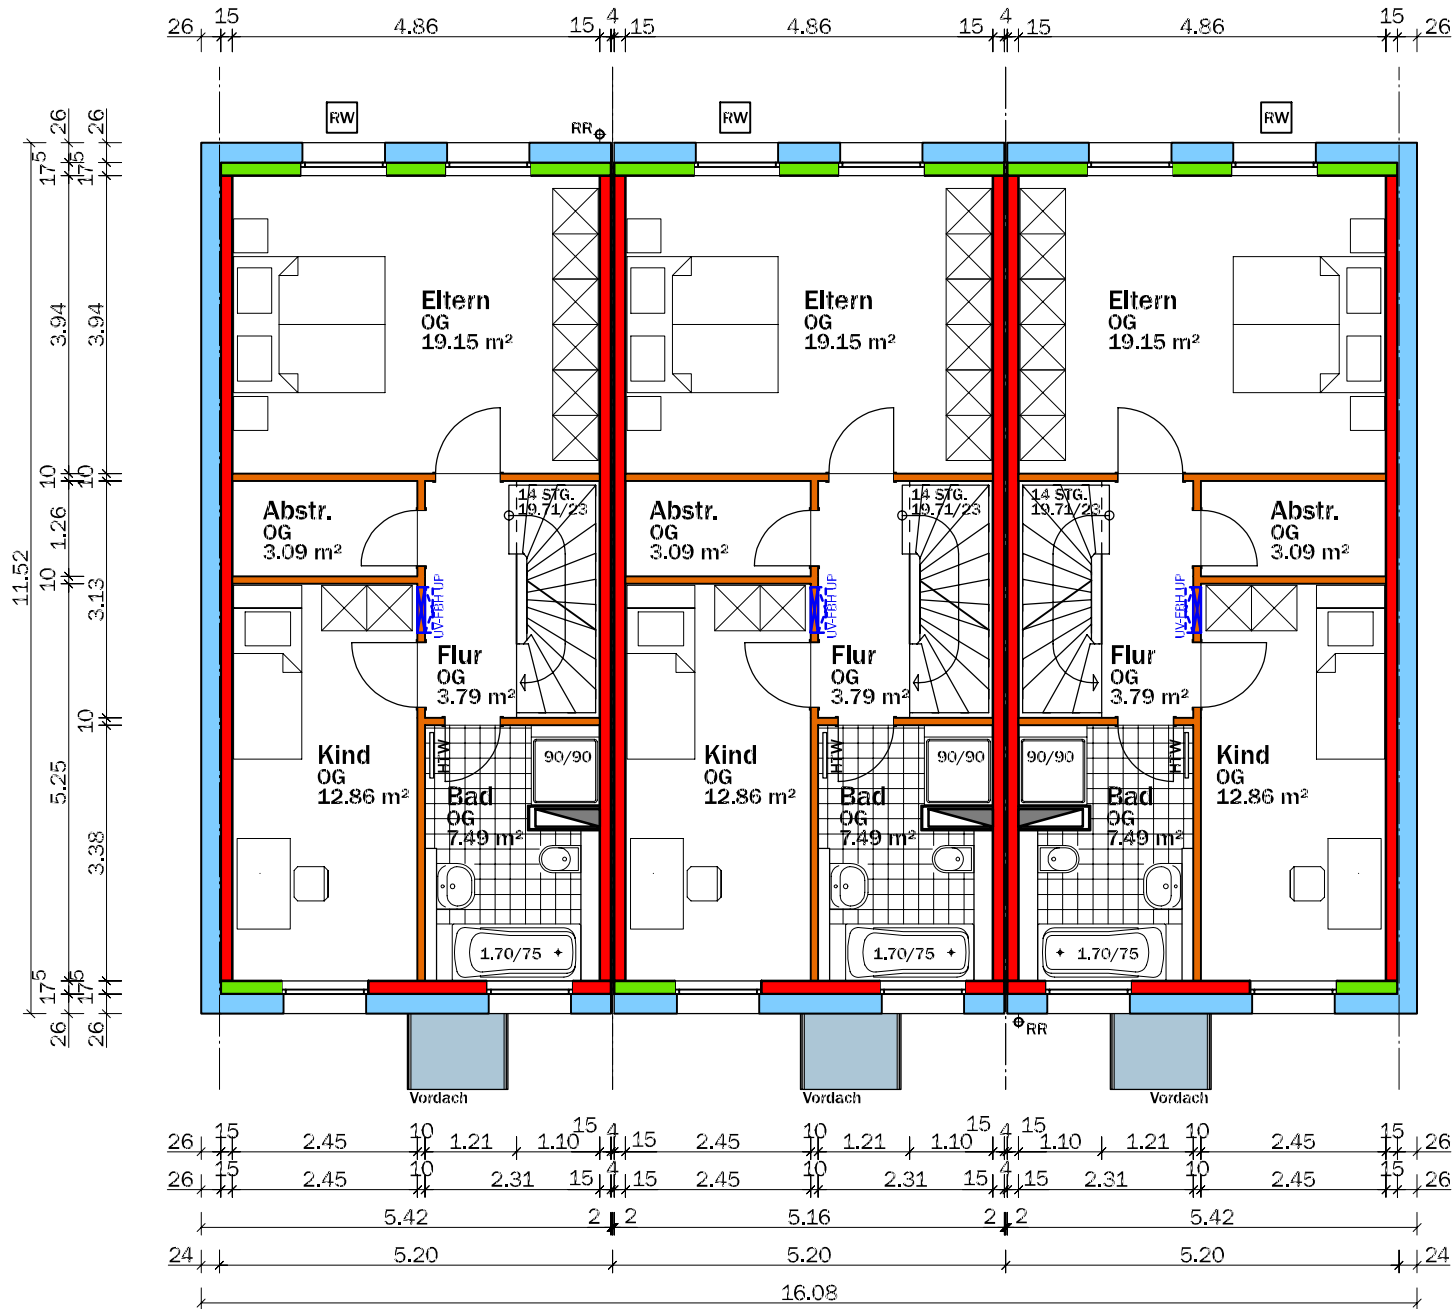 26 15 4.86 15 4 15 4.86 15 4 15 4.86 15 26
RW RW RW
RR
26 26
17⁵ 17⁵
3.94 3.94
10 10
1.26
10 3.13
11.52
10
5.25
3.38
17⁵ 17⁵
26 26
Eltern
OG
19.15 m²
Eltern
OG
19.15 m²
Eltern
OG
19.15 m²
Abstr.
OG
3.09 m²
14 STG.
19.71/23
Abstr.
OG
3.09 m²
14 STG.
19.71/23
14 STG.
19.71/23
Abstr.
OG
3.09 m²
UV-FBH UP
UV-FBH UP
UV-FBH UP
Flur
OG
3.79 m²
Flur
OG
3.79 m²
Flur
OG
3.79 m²
Kind
OG
12.86 m²
HTW
90/90
Bad
OG
7.49 m²
Kind
OG
12.86 m²
HTW
90/90
Bad
OG
7.49 m²
90/90
HTW
Bad
OG
7.49 m²
Kind
OG
12.86 m²
1.70/75 1.70/75 1.70/75
RR
Vordach Vordach Vordach
26 15 2.45 10 1.21 1.10 15 4 15 2.45 10 1.21 1.10 15 4 15 1.10 1.21 10 2.45 15 26
26 15 2.45 10 2.31 15 4 15 2.45 10 2.31 15 4 15 2.31 10 2.45 15 26
5.42 2 2 5.16 2 2 5.42
24 5.20 5.20 5.20 24
16.08